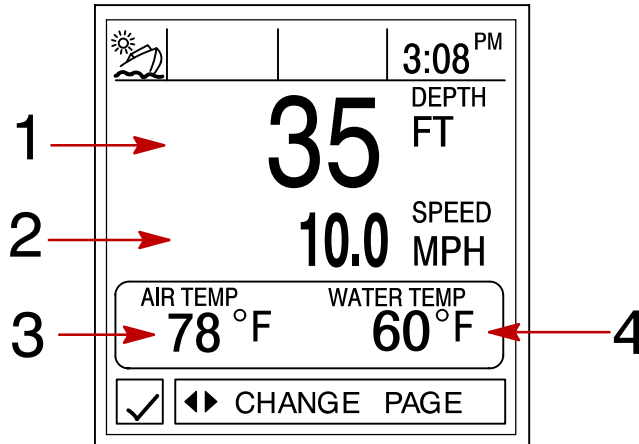 3:08 PM
DEPTH
1 35 FT
SPEED
2 10.0 MPH
AIR TEMP WATER TEMP
3 78 °F 60°F 4
CHANGE PAGE